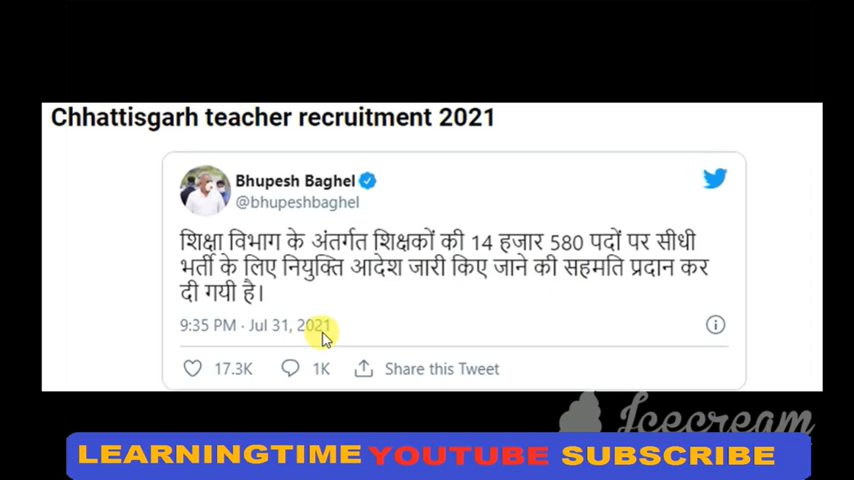 Chhattisgarh teacher recruitment 2021
Bhupesh Baghel
@bhupeshbaghel
शिक्षा विभाग के अंतर्गत शिक्षकों की 14 हजार 580 पदों पर सीधी
भर्ती के लिए नियुक्ति आदेश जारी किए जाने की सहमति प्रदान कर
दी गयी है।
9:35 PM · Jul 31, 2021
17.3K 1K Share this Tweet
Icecream
LEARNINGTIME YOUTUBE SUBSCRIBE